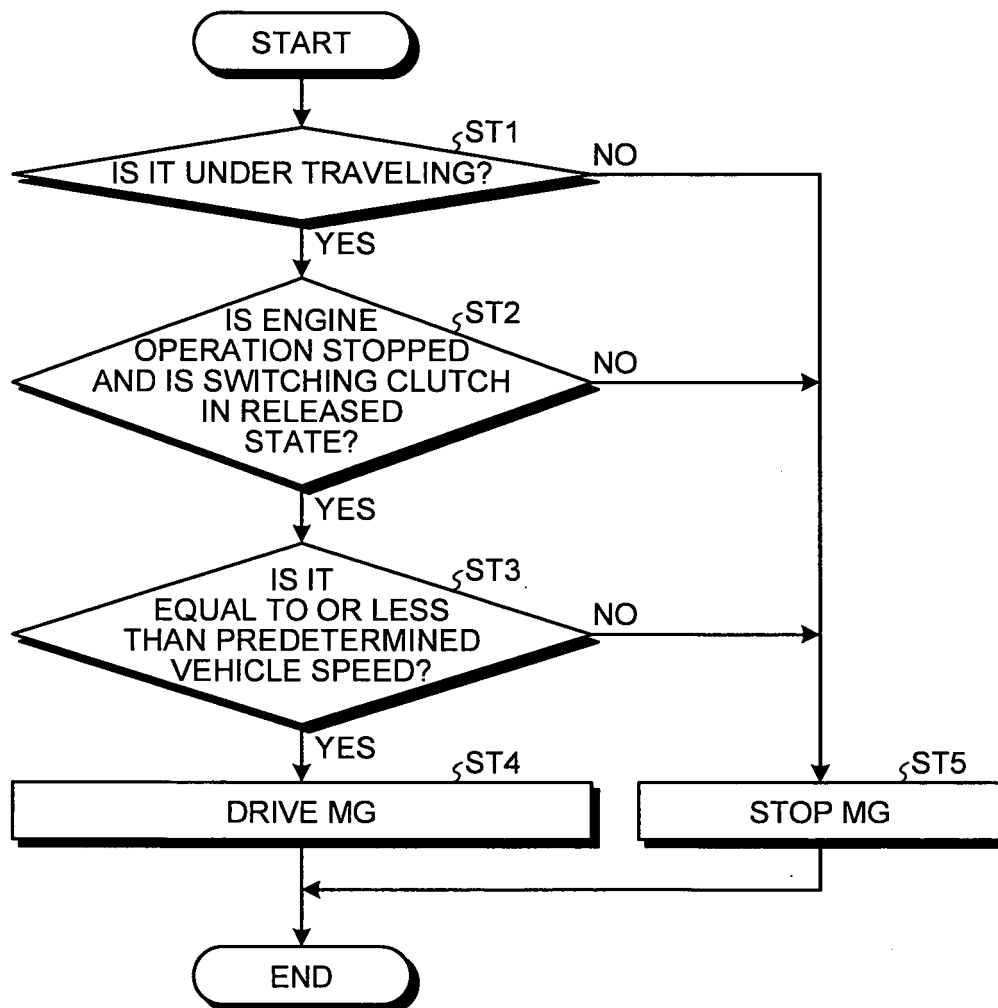 START
ST1
IS IT UNDER TRAVELING?
NO
YES
ST2
IS ENGINE
OPERATION STOPPED
AND IS SWITCHING CLUTCH
IN RELEASED
STATE?
NO
YES
ST3
IS IT
EQUAL TO OR LESS
THAN PREDETERMINED
VEHICLE SPEED?
NO
YES
ST4
DRIVE MG
ST5
STOP MG
END